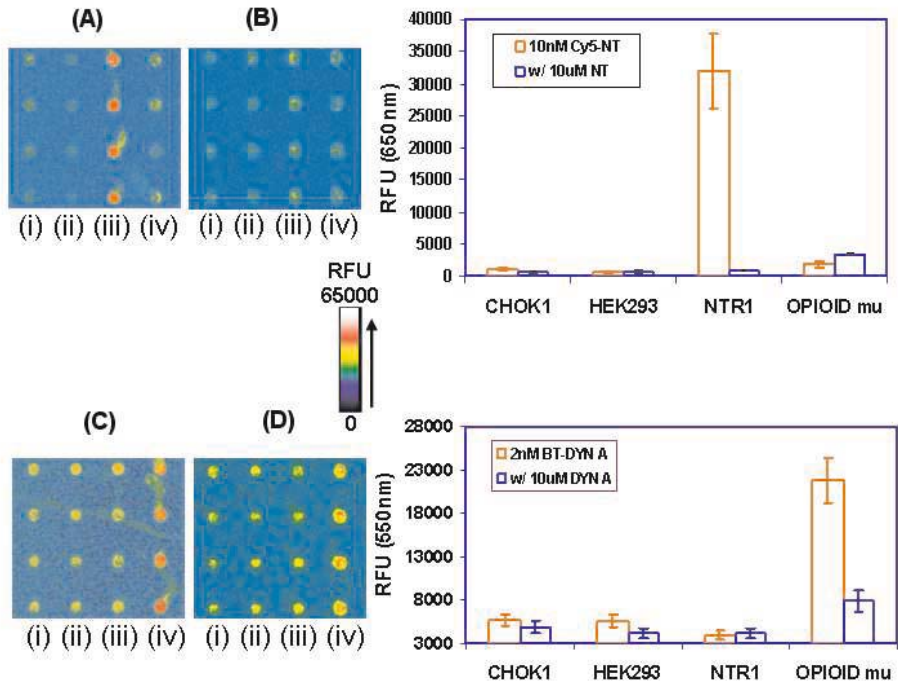 (A)
(B)
(i) (ii) (iii) (iv)
(i) (ii) (iii) (iv)
RFU
65000
0
40000
35000
30000
25000
20000
15000
10000
5000
0
RFU (650 nm)
10nM Cy5-NT
w/ 10uM NT
CHOK1
HEK293
NTR1
OPIOID mu
(C)
(D)
(i) (ii) (iii) (iv)
(i) (ii) (iii) (iv)
28000
23000
18000
13000
8000
3000
RFU (550nm)
2nM BT-DYN A
w/ 10uM DYN A
CHOK1
HEK293
NTR1
OPIOID mu